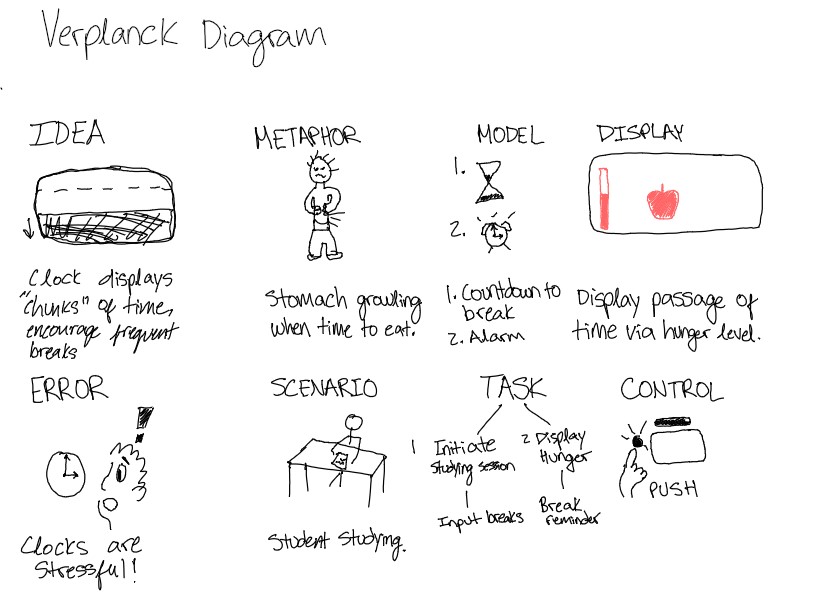 Verplanck Diagram
IDEA
Clock displays
"chunks" of time,
encourage frequent
breaks
METAPHOR
Stomach growling
when time to eat.
MODEL
1.
2.
1. Countdown to
break
2. Alarm
DISPLAY
Display passage of
time via hunger level.
ERROR
!
Clocks are
stressful!
SCENARIO
Student studying.
TASK
1 Initiate
studying session
Input breaks
2 Display
Hunger
Break
reminder
CONTROL
PUSH